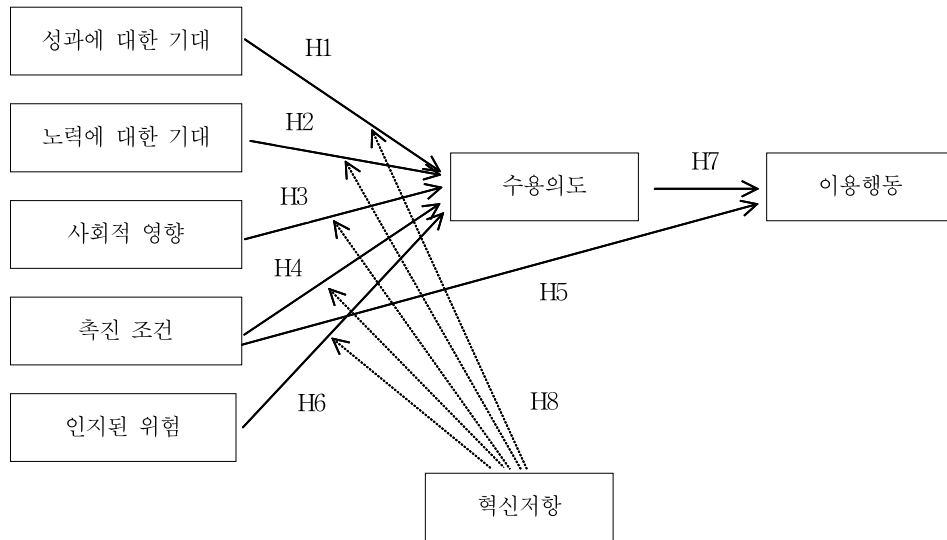 성과에 대한 기대
H1
노력에 대한 기대
H2
수용의도
H7
이용행동
사회적 영향
H3
H4
촉진 조건
H5
인지된 위험
H6
H8
혁신저항